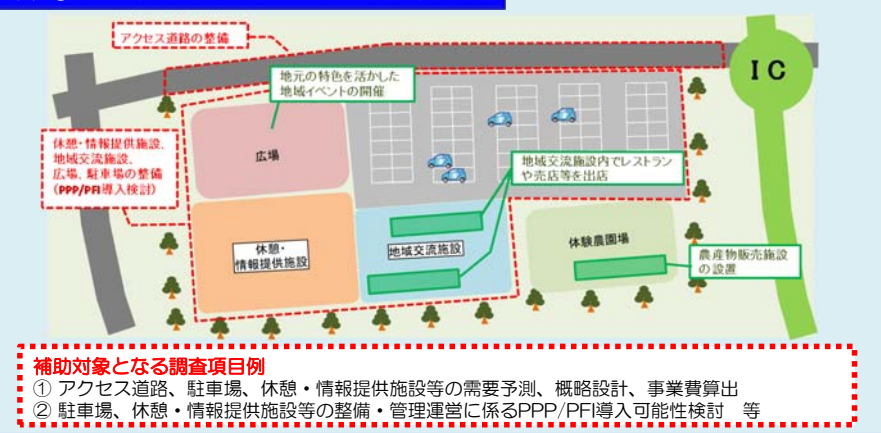 アクセス道路の整備
IC
地元の特色を活かした
地域イベントの開催
広場
休憩・情報提供施設、
地域交流施設、
広場、駐車場の整備
(PPP/PFI導入検討)
地域交流施設内でレストラン
や売店等を出店
休憩・
情報提供施設
地域交流施設
体験農園場
農産物販売施設
の設置
補助対象となる調査項目例
① アクセス道路、駐車場、休憩・情報提供施設等の需要予測、概略設計、事業費算出
② 駐車場、休憩・情報提供施設等の整備・管理運営に係るPPP/PFI導入可能性検討　等